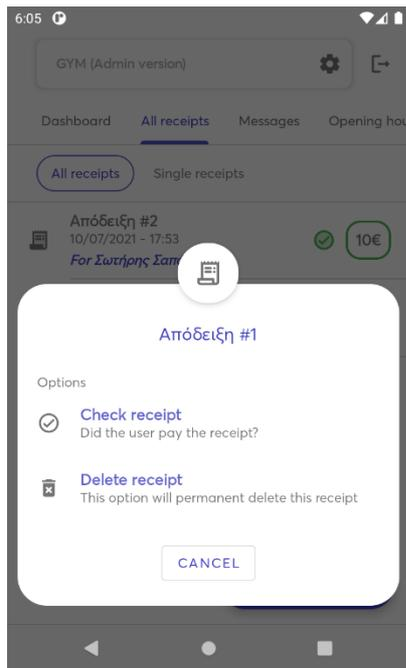 6:05
GYM (Admin version)
Dashboard All receipts Messages Opening hou
All receipts Single receipts
Απόδειξη #2
10/07/2021 - 17:53
10€
For Σωτήρης Σαπ
Απόδειξη #1
Options
Check receipt
Did the user pay the receipt?
Delete receipt
This option will permanent delete this receipt
CANCEL